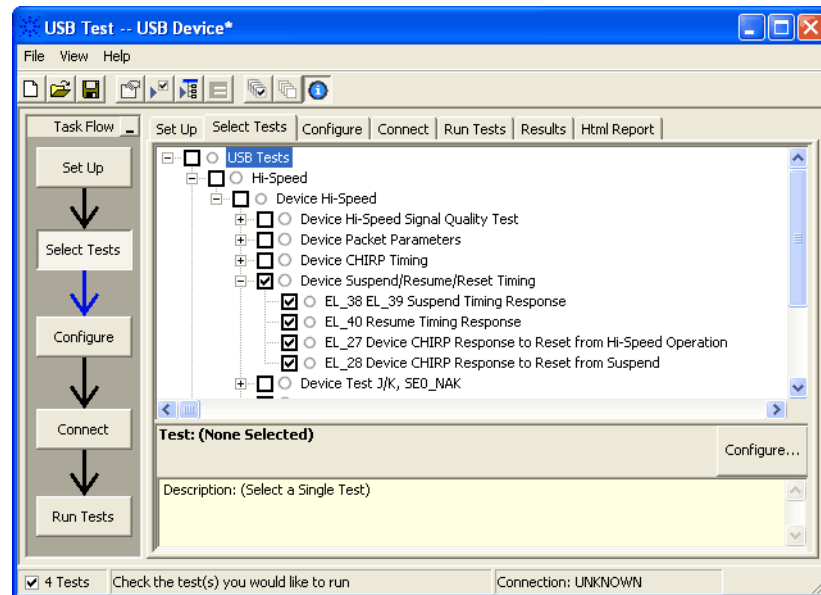 USB Test -- USB Device*
File View Help
Task Flow
Set Up Select Tests Configure Connect Run Tests Results Html Report
Set Up
Select Tests
Configure
Connect
Run Tests
USB Tests
Hi-Speed
Device Hi-Speed
Device Hi-Speed Signal Quality Test
Device Packet Parameters
Device CHIRP Timing
Device Suspend/Resume/Reset Timing
EL_38 EL_39 Suspend Timing Response
EL_40 Resume Timing Response
EL_27 Device CHIRP Response to Reset from Hi-Speed Operation
EL_28 Device CHIRP Response to Reset from Suspend
Device Test J/K, SE0_NAK
Test: (None Selected)
Configure...
Description: (Select a Single Test)
4 Tests Check the test(s) you would like to run Connection: UNKNOWN